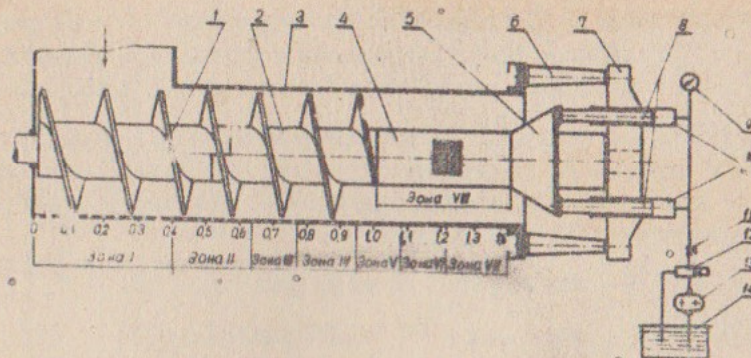 1 2 3 4 5 6 7 8
9
Зона VIII
0 0,1 0,2 0,3 0,4 0,5 0,6 0,7 0,8 0,9 1,0 1,1 1,2 1,3
Зона I Зона II Зона III Зона IV Зона V Зона VI Зона VII
14